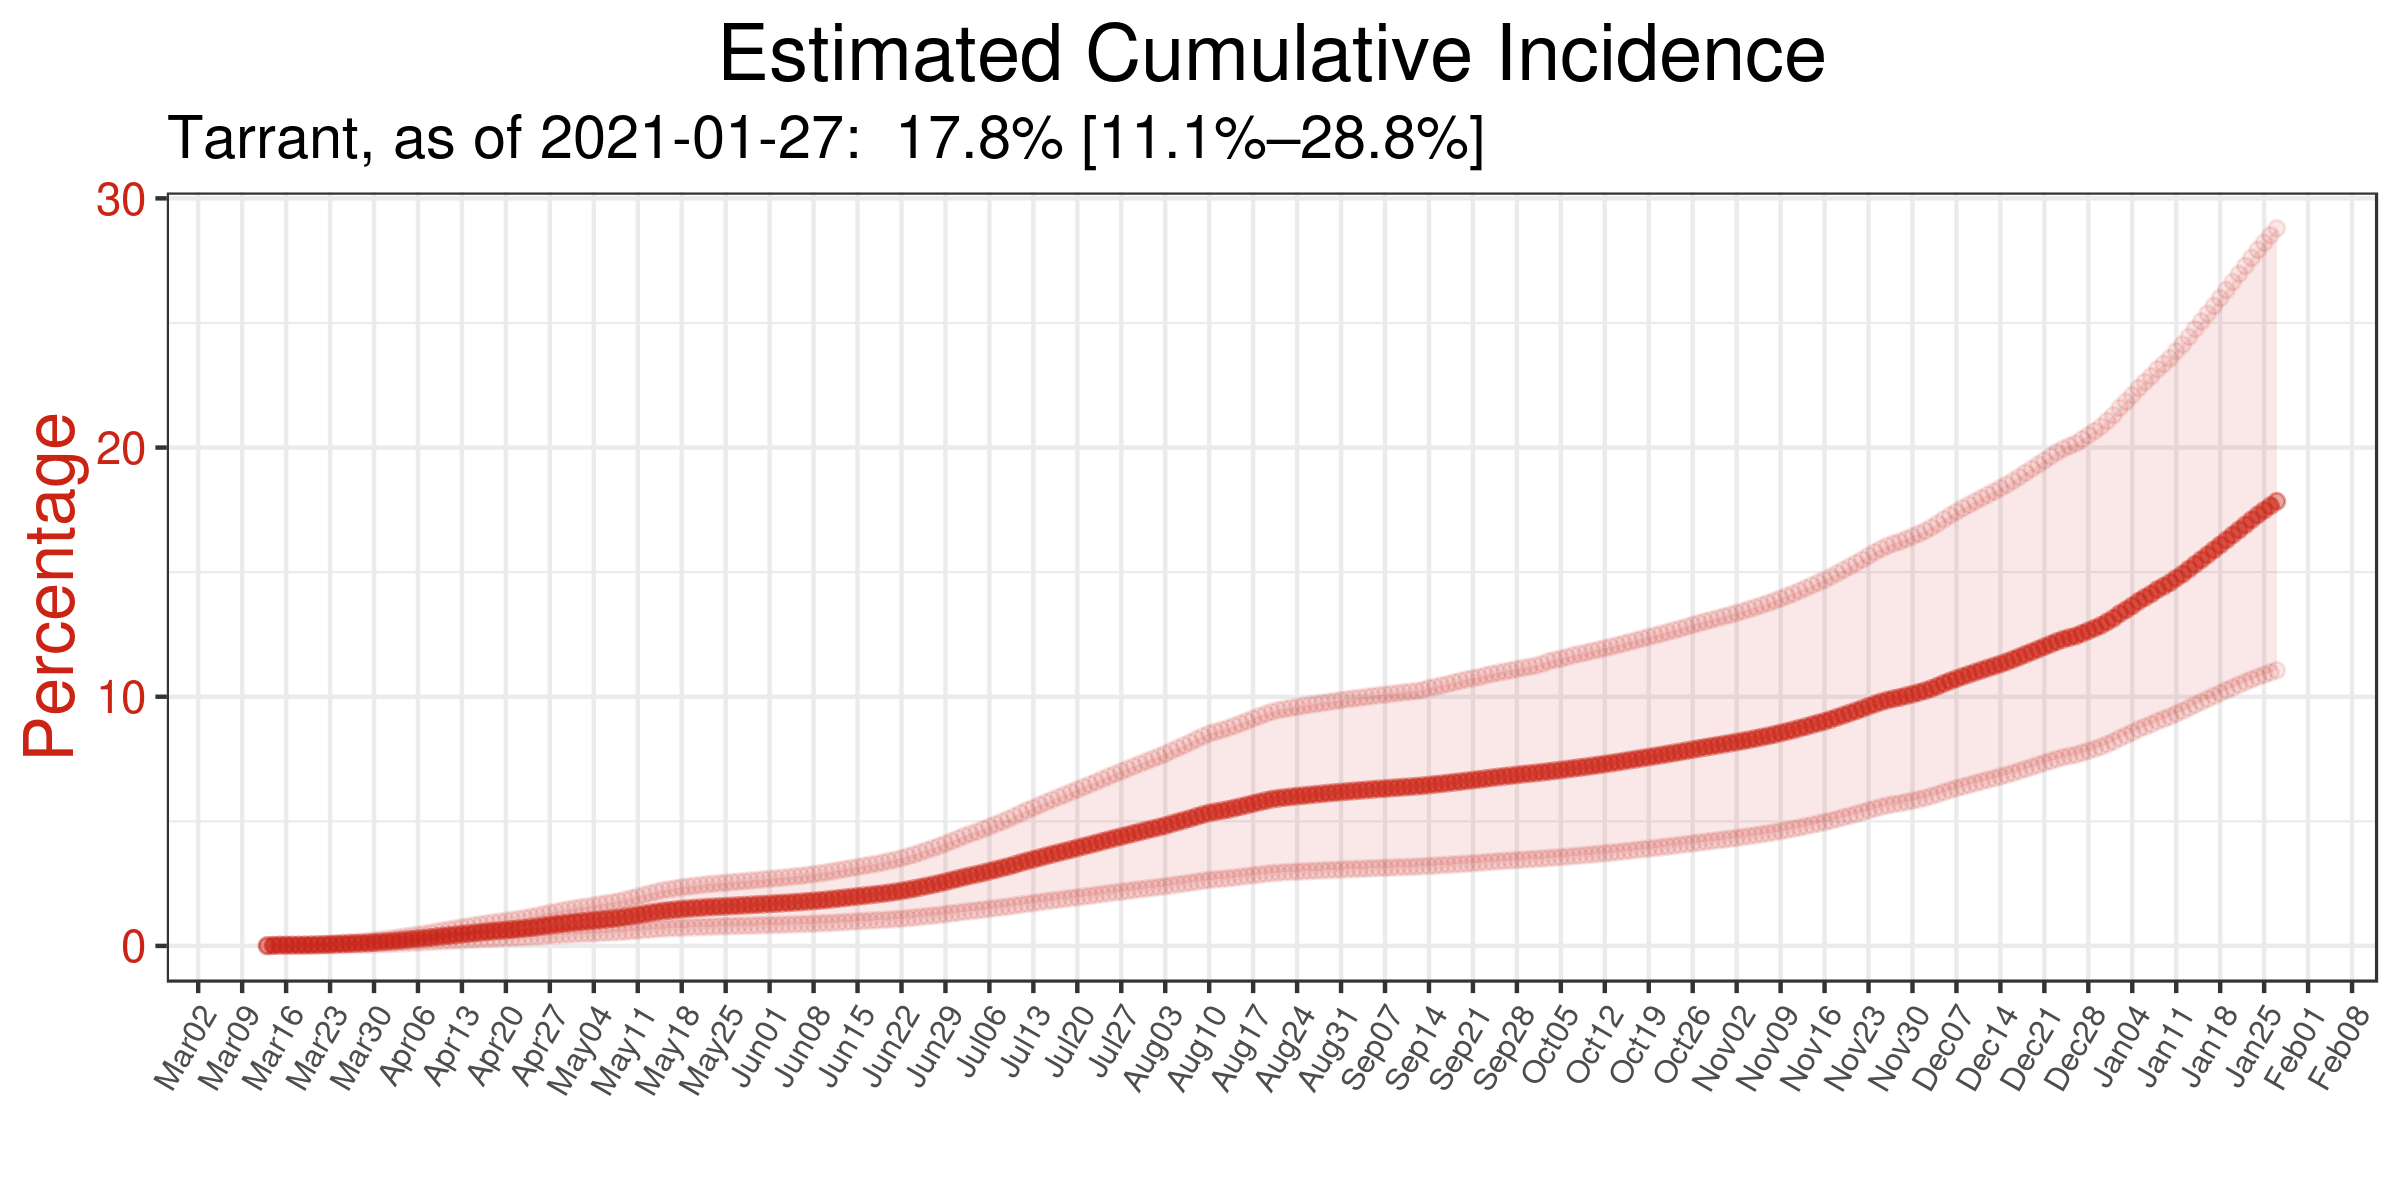 Estimated Cumulative Incidence
Tarrant, as of 2021-01-27:  17.8% [11.1%–28.8%]
Percentage
30
20
10
0
Mar02
Mar09
Mar16
Mar23
Mar30
Apr06
Apr13
Apr20
Apr27
May04
May11
May18
May25
Jun01
Jun08
Jun15
Jun22
Jun29
Jul06
Jul13
Jul20
Jul27
Aug03
Aug10
Aug17
Aug24
Aug31
Sep07
Sep14
Sep21
Sep28
Oct05
Oct12
Oct19
Oct26
Nov02
Nov09
Nov16
Nov23
Nov30
Dec07
Dec14
Dec21
Dec28
Jan04
Jan11
Jan18
Jan25
Feb01
Feb08